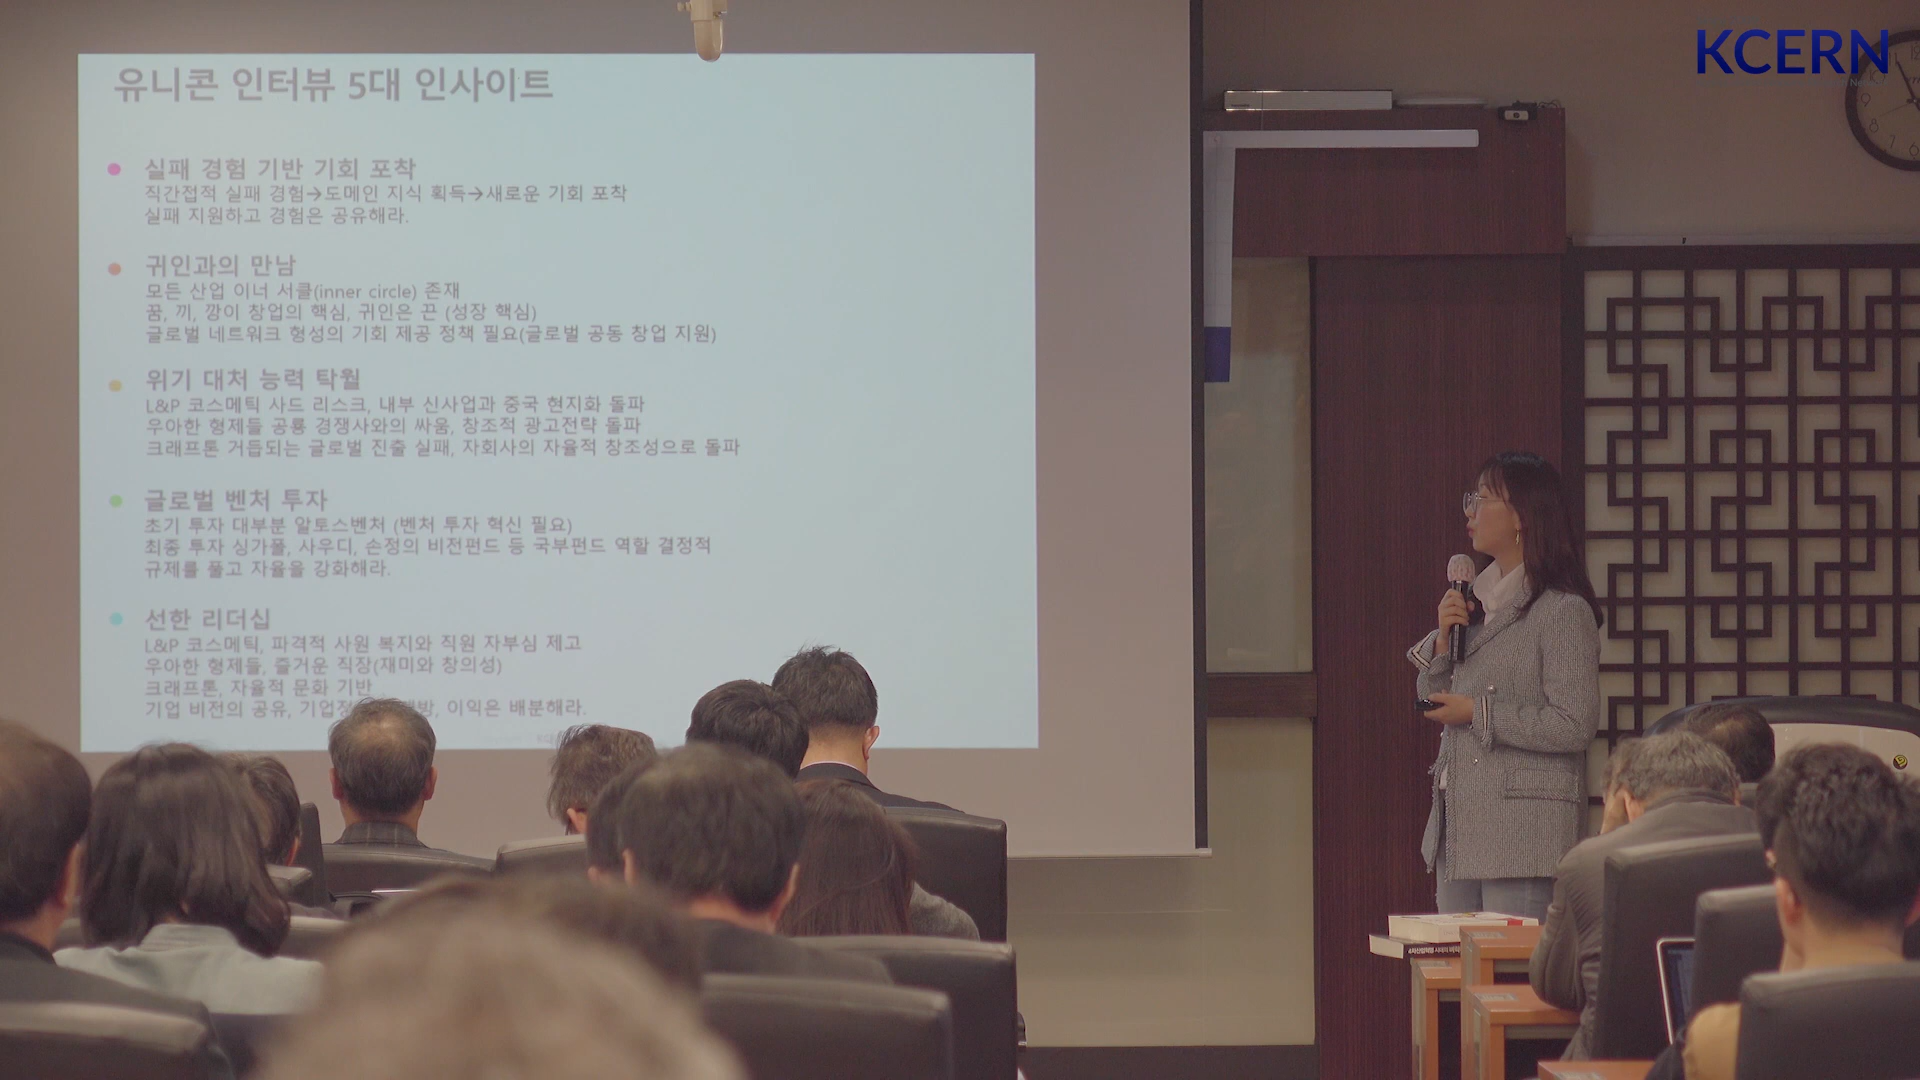 KCERN
유니콘 인터뷰 5대 인사이트
실패 경험 기반 기회 포착
직간접적 실패 경험→도메인 지식 획득→새로운 기회 포착
실패 지원하고 경험은 공유해라.
귀인과의 만남
모든 산업 이너 서클(inner circle) 존재
꿈, 끼, 깡이 창업의 핵심, 귀인은 끈 (성장 핵심)
글로벌 네트워크 형성의 기회 제공 정책 필요(글로벌 공동 창업 지원)
위기 대처 능력 탁월
L&P 코스메틱 사드 리스크, 내부 신사업과 중국 현지화 돌파
우아한 형제들 공룡 경쟁사와의 싸움, 창조적 광고전략 돌파
크래프톤 거듭되는 글로벌 진출 실패, 자회사의 자율적 창조성으로 돌파
글로벌 벤처 투자
초기 투자 대부분 알토스벤처 (벤처 투자 혁신 필요)
최종 투자 싱가폴, 사우디, 손정의 비전펀드 등 국부펀드 역할 결정적
규제를 풀고 자율을 강화해라.
선한 리더십
L&P 코스메틱, 파격적 사원 복지와 직원 자부심 제고
우아한 형제들, 즐거운 직장(재미와 창의성)
크래프톤, 자율적 문화 기반
기업 비전의 공유, 이익은 배분해라.